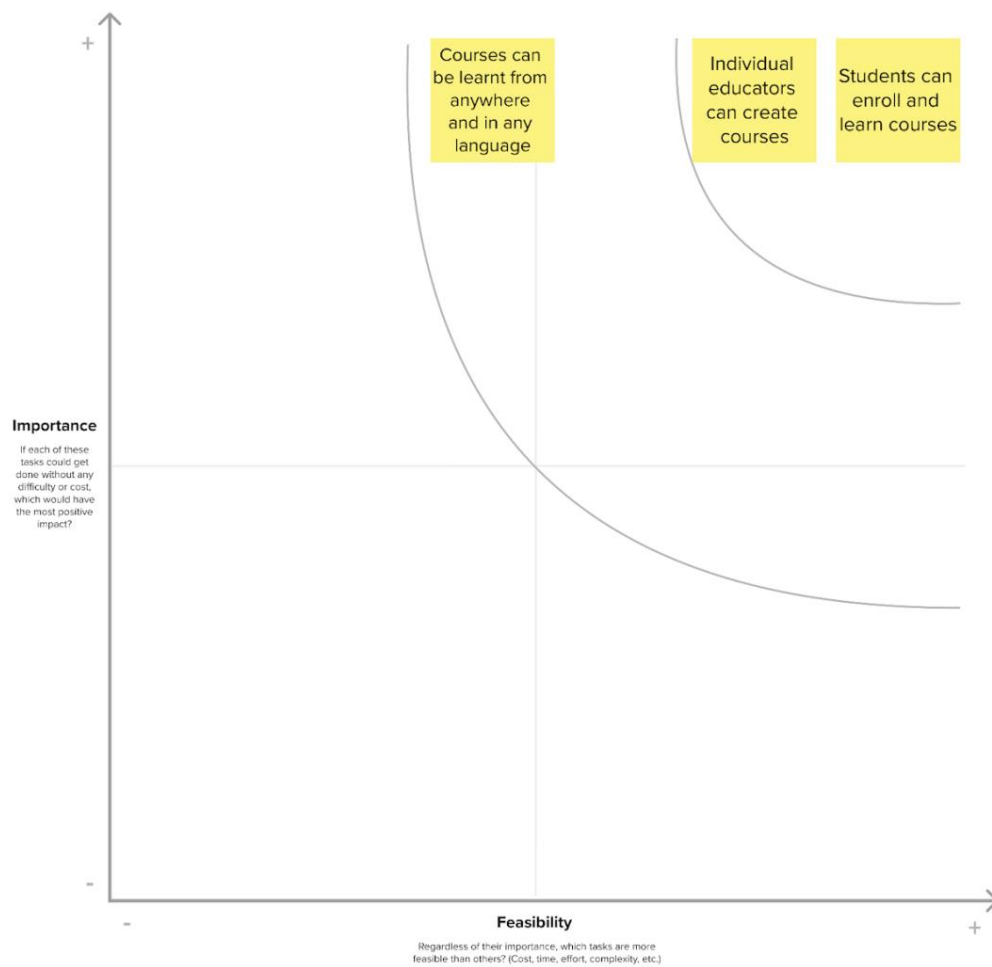 +
Courses can
be learnt from
anywhere
and in any
language
Individual
educators
can create
courses
Students can
enroll and
learn courses
Importance
If each of these
tasks could get
done without any
difficulty or cost,
which would have
the most positive
impact?
-
-
Feasibility
+
Regardless of their importance, which tasks are more
feasible than others? (Cost, time, effort, complexity, etc.)